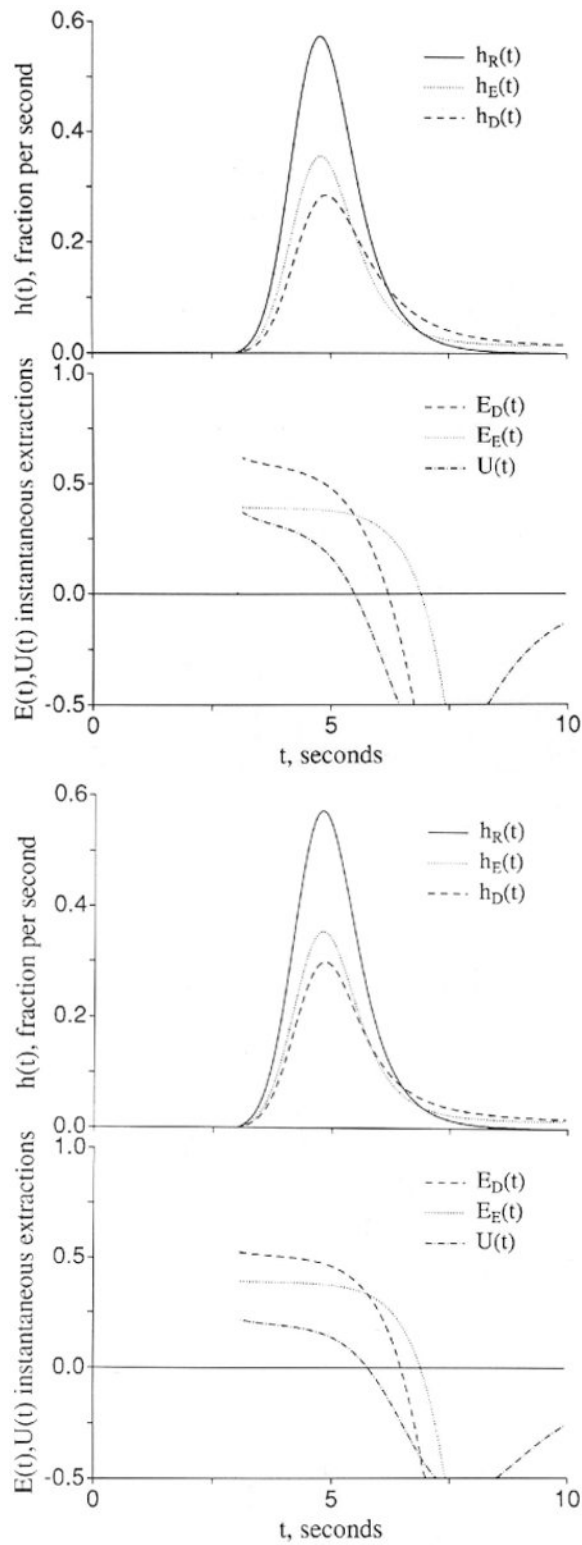 0.6
h_R(t)
h_E(t)
h_D(t)
0.4
0.2
0.0
h(t), fraction per second
1.0
E_D(t)
E_E(t)
U(t)
0.5
0.0
-0.5
E(t),U(t) instantaneous extractions
0 5 10
t, seconds
0.6
h_R(t)
h_E(t)
h_D(t)
0.4
0.2
0.0
h(t), fraction per second
1.0
E_D(t)
E_E(t)
U(t)
0.5
0.0
-0.5
E(t),U(t) instantaneous extractions
0 5 10
t, seconds